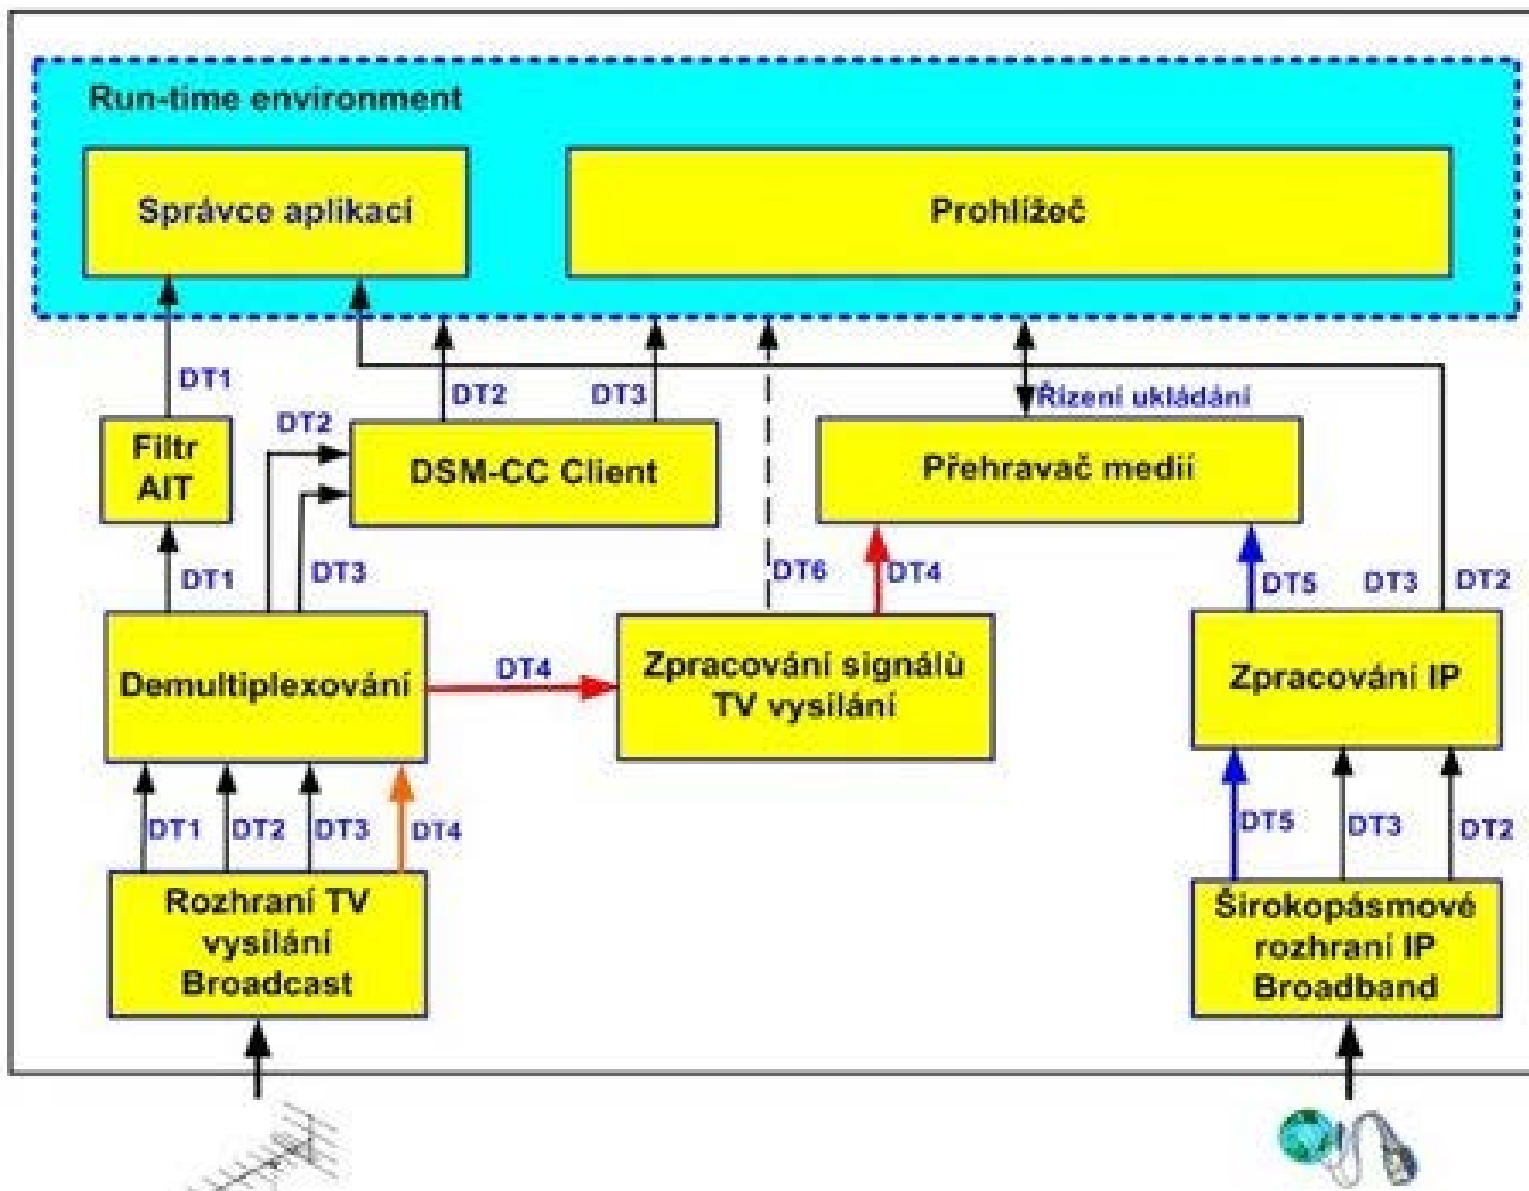 Run-time environment
Správce aplikací
Prohlížeč
DT1
DT2
DT3
Řízení ukládání
DT2
Filtr
AIT
DSM-CC Client
Přehravač medií
DT1
DT3
DT6
DT4
DT5
DT3
DT2
Demultiplexování
DT4
Zpracování signálů
TV vysílání
Zpracování IP
DT1
DT2
DT3
DT4
DT5
DT3
DT2
Rozhraní TV
vysílání
Broadcast
Širokopásmové
rozhraní IP
Broadband